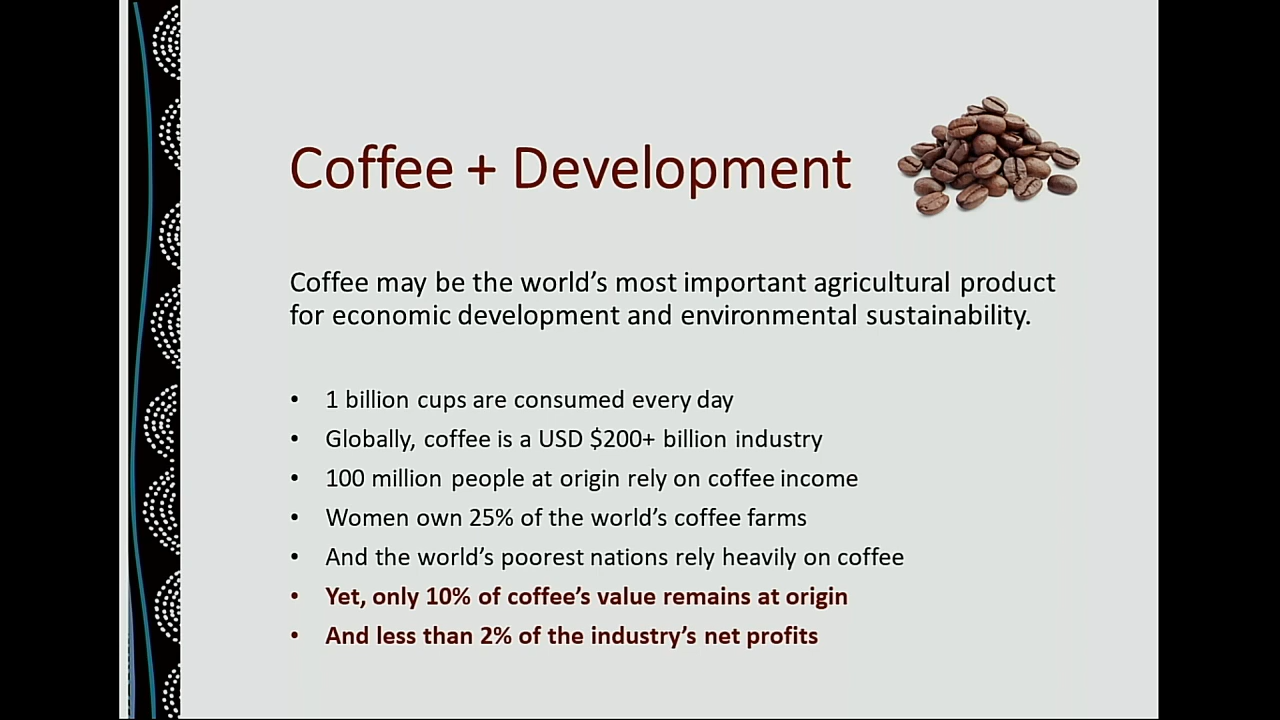 Coffee + Development
Coffee may be the world’s most important agricultural product
for economic development and environmental sustainability.
• 1 billion cups are consumed every day
• Globally, coffee is a USD $200+ billion industry
• 100 million people at origin rely on coffee income
• Women own 25% of the world’s coffee farms
• And the world’s poorest nations rely heavily on coffee
• Yet, only 10% of coffee’s value remains at origin
• And less than 2% of the industry’s net profits